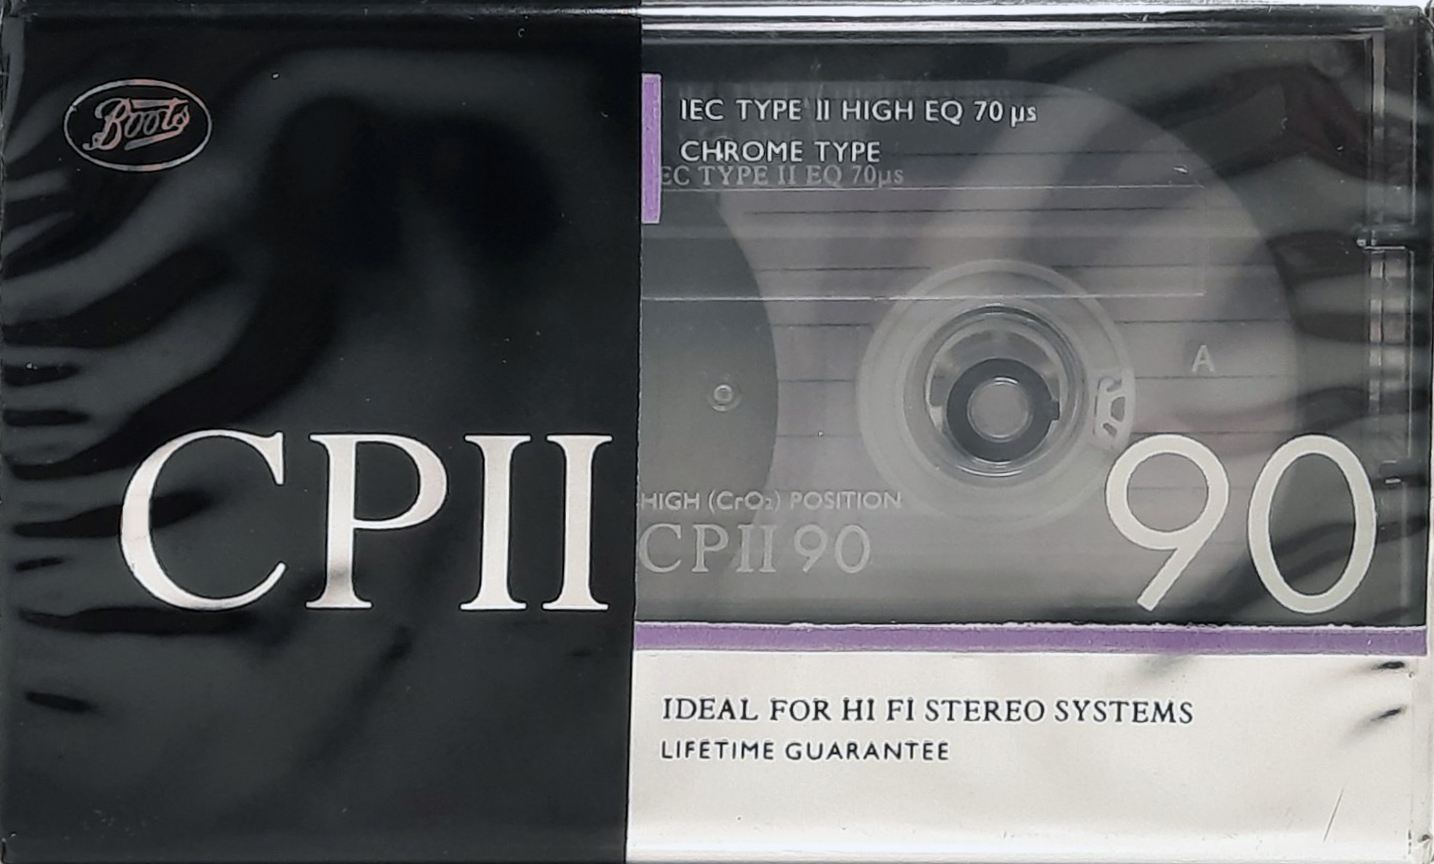 Boots
IEC TYPE II HIGH EQ 70 µs
CHROME TYPE
EC TYPE II EQ 70µs
A
HIGH (CrO₂) POSITION
CPII 90
CPII 90
IDEAL FOR HI FI STEREO SYSTEMS
LIFETIME GUARANTEE